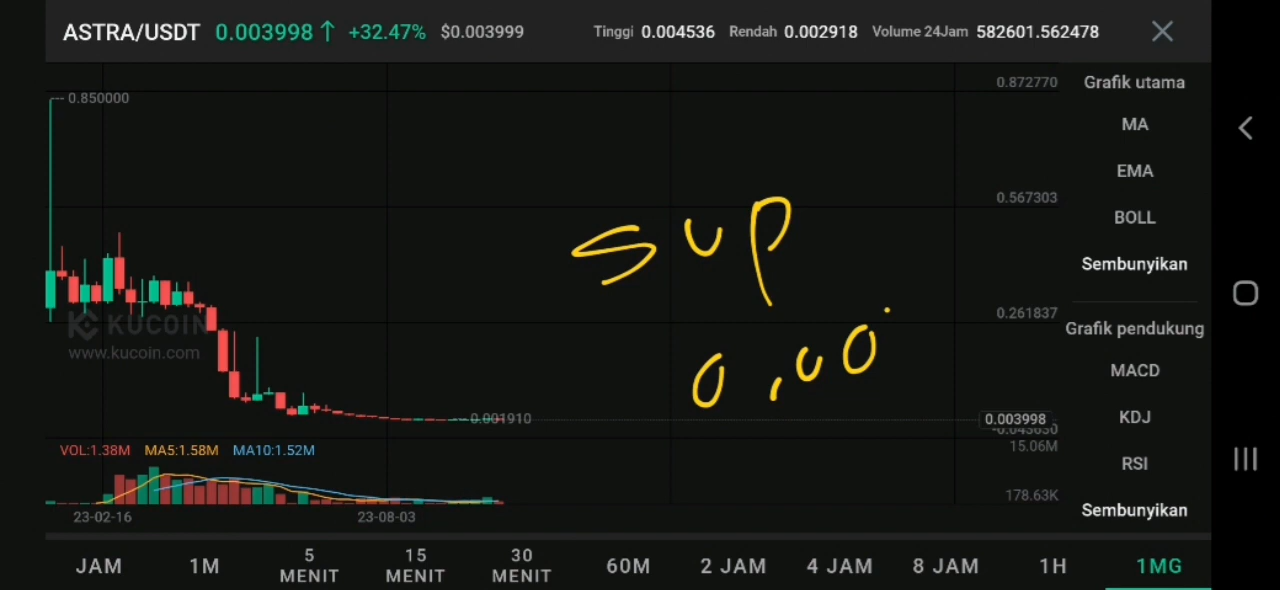 ASTRA/USDT 0.003998↑ +32.47% $0.003999 Tinggi 0.004536 Rendah 0.002918 Volume 24Jam 582601.562478
0.872770
Grafik utama
0.850000
MA
EMA
0.567303
BOLL
sup
Sembunyikan
0.261837
KUCOIN
Grafik pendukung
www.kucoin.com
0,00
MACD
0.001910
0.003998
-0.043630
KDJ
VOL:1.38M MA5:1.58M MA10:1.52M
15.06M
RSI
178.63K
23-02-16
23-08-03
Sembunyikan
JAM 1M 5 MENIT 15 MENIT 30 MENIT 60M 2 JAM 4 JAM 8 JAM 1H 1MG